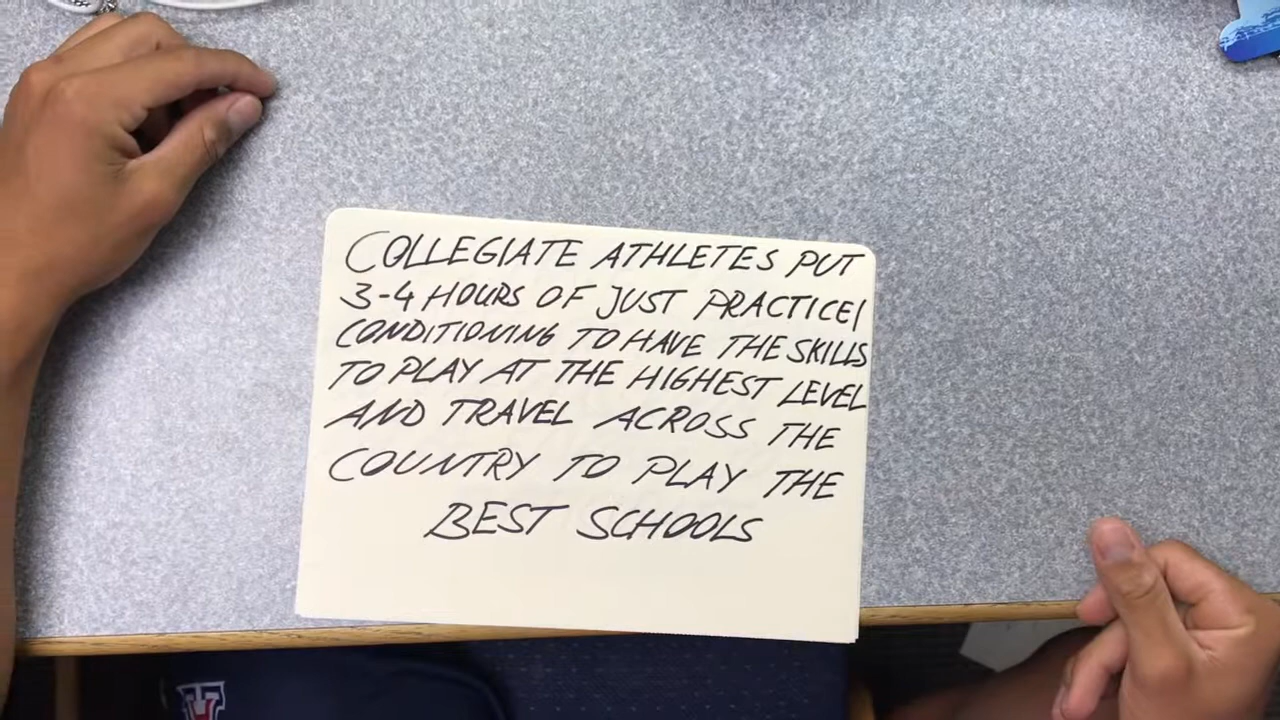 COLLEGIATE ATHLETES PUT
3-4 HOURS OF JUST PRACTICE/
CONDITIONING TO HAVE THE SKILLS
TO PLAY AT THE HIGHEST LEVEL
AND TRAVEL ACROSS THE
COUNTRY TO PLAY THE
BEST SCHOOLS